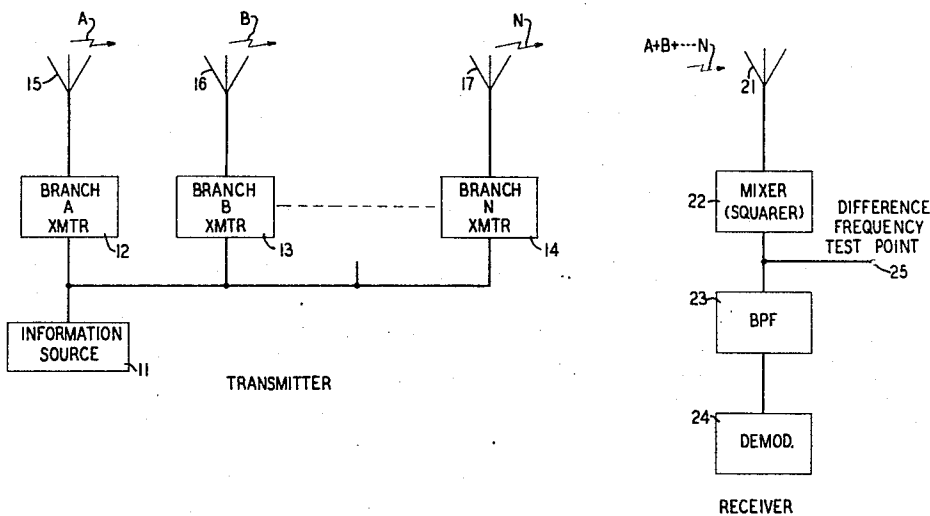 A
B
N
A+B+---N
15
16
17
21
BRANCH
A
XMTR
12
BRANCH
B
XMTR
13
BRANCH
N
XMTR
14
22
MIXER
(SQUARER)
DIFFERENCE
FREQUENCY
TEST POINT
25
23
BPF
INFORMATION
SOURCE
11
TRANSMITTER
24
DEMOD.
RECEIVER